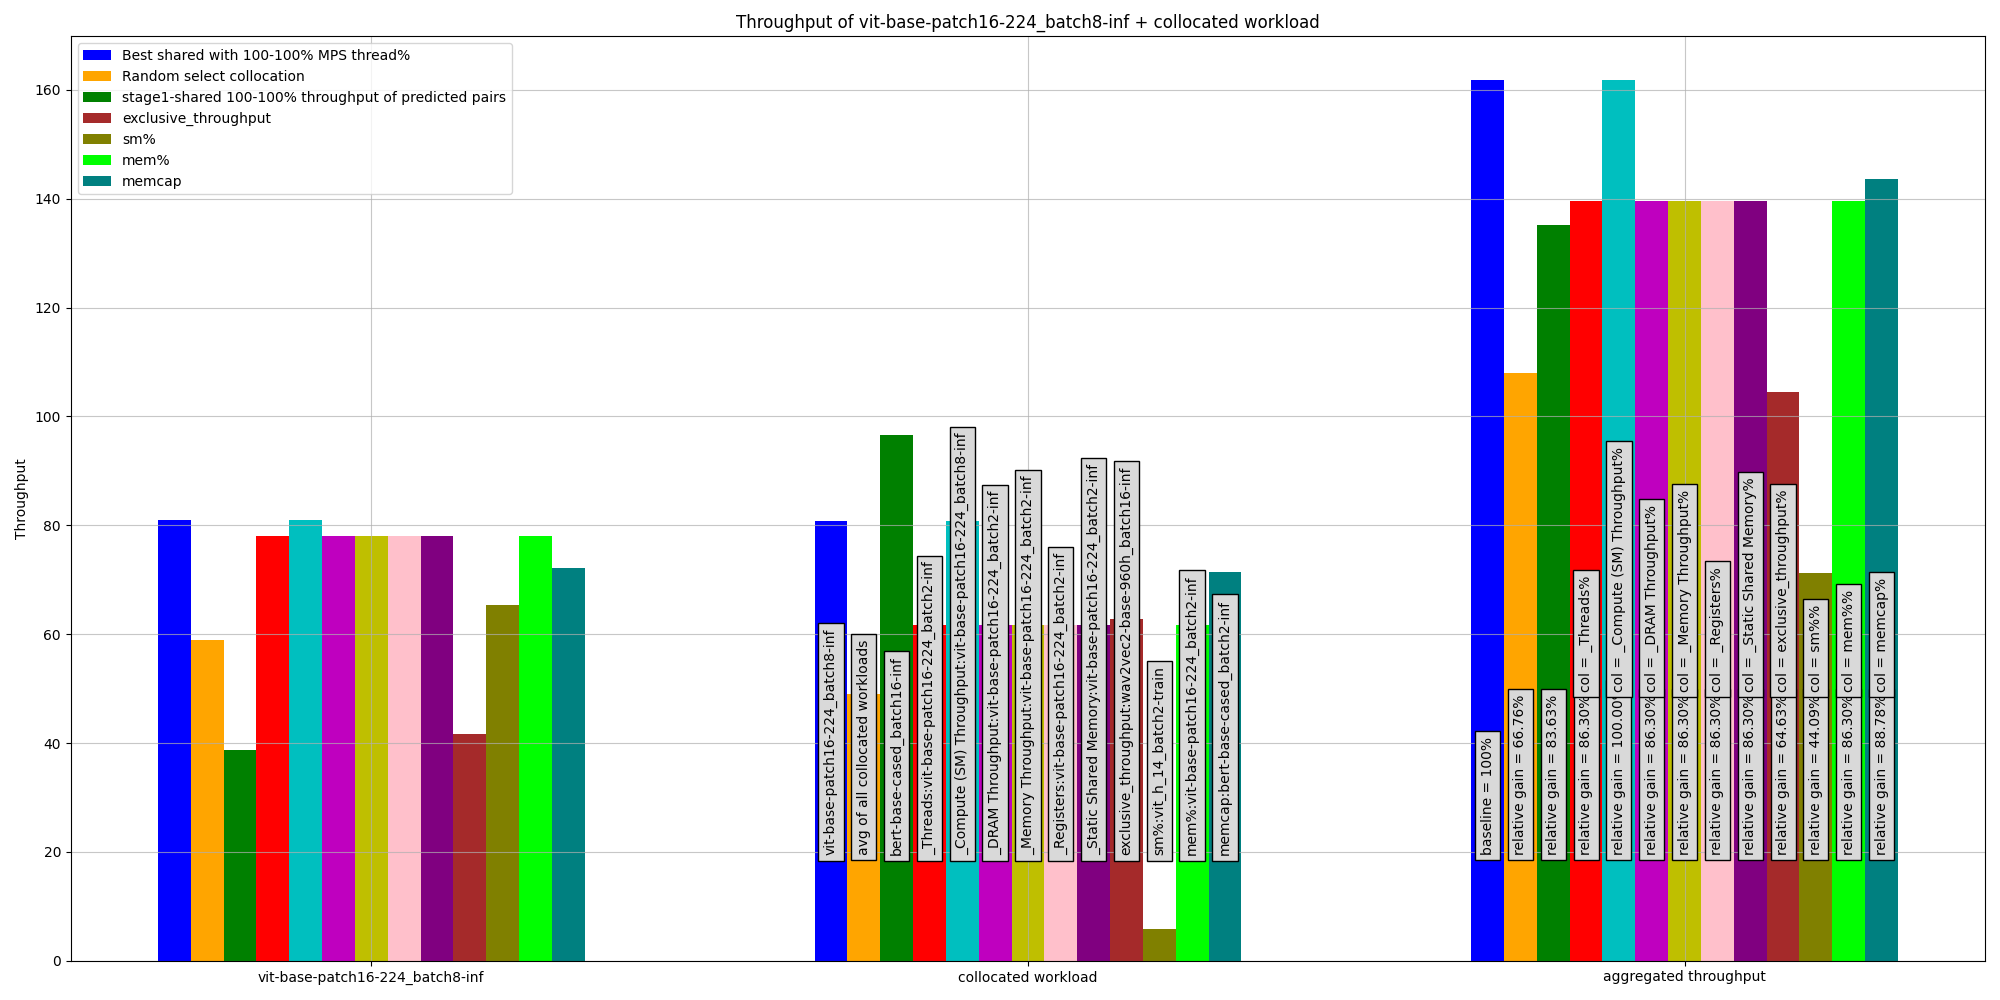 Throughput of vit-base-patch16-224_batch8-inf + collocated workload
Best shared with 100-100% MPS thread%
Random select collocation
stage1-shared 100-100% throughput of predicted pairs
exclusive_throughput
sm%
mem%
memcap
Throughput
160
140
120
100
80
60
40
20
0
vit-base-patch16-224_batch8-inf
avg of all collocated workloads
bert-base-cased_batch16-inf
_Threads:vit-base-patch16-224_batch2-inf
_Compute (SM) Throughput:vit-base-patch16-224_batch8-inf
_DRAM Throughput:vit-base-patch16-224_batch2-inf
_Memory Throughput:vit-base-patch16-224_batch2-inf
_Registers:vit-base-patch16-224_batch2-inf
_Static Shared Memory:vit-base-patch16-224_batch2-inf
exclusive_throughput:wav2vec2-base-960h_batch16-inf
sm%:vit_h_14_batch2-train
mem%:vit-base-patch16-224_batch2-inf
memcap:bert-base-cased_batch2-inf
baseline = 100%
relative gain = 66.76%
relative gain = 83.63%
relative gain = 86.30%
col = _Threads%
relative gain = 100.00%
col = _Compute (SM) Throughput%
relative gain = 86.30%
col = _DRAM Throughput%
relative gain = 86.30%
col = _Memory Throughput%
relative gain = 86.30%
col = _Registers%
relative gain = 86.30%
col = _Static Shared Memory%
relative gain = 64.63%
col = exclusive_throughput%
relative gain = 44.09%
col = sm%%
relative gain = 86.30%
col = mem%%
relative gain = 88.78%
col = memcap%
vit-base-patch16-224_batch8-inf
collocated workload
aggregated throughput